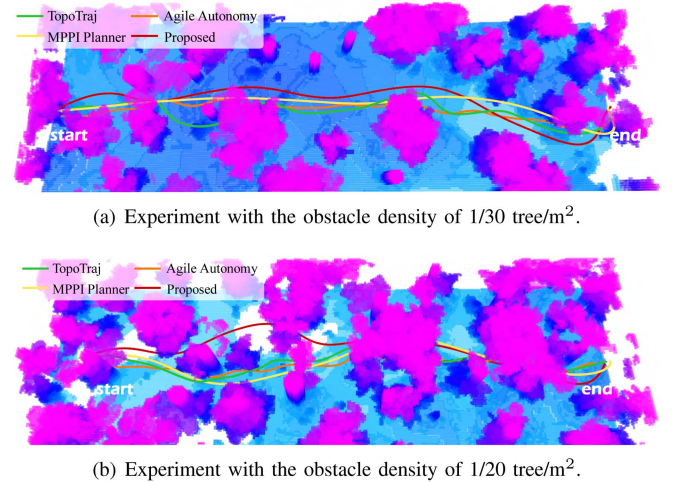 TopoTraj Agile Autonomy
MPPI Planner Proposed
start
end
(a) Experiment with the obstacle density of 1/30 tree/m².
TopoTraj Agile Autonomy
MPPI Planner Proposed
start
end
(b) Experiment with the obstacle density of 1/20 tree/m².